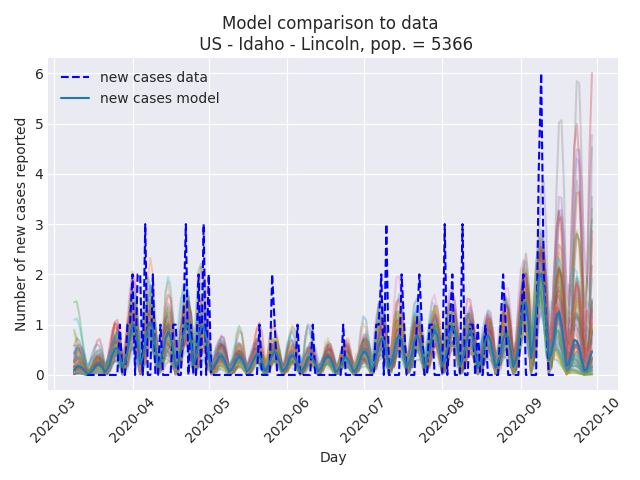 Model comparison to data
US - Idaho - Lincoln, pop. = 5366
new cases data
new cases model
Number of new cases reported
6
5
4
3
2
1
0
2020-03
2020-04
2020-05
2020-06
2020-07
2020-08
2020-09
2020-10
Day